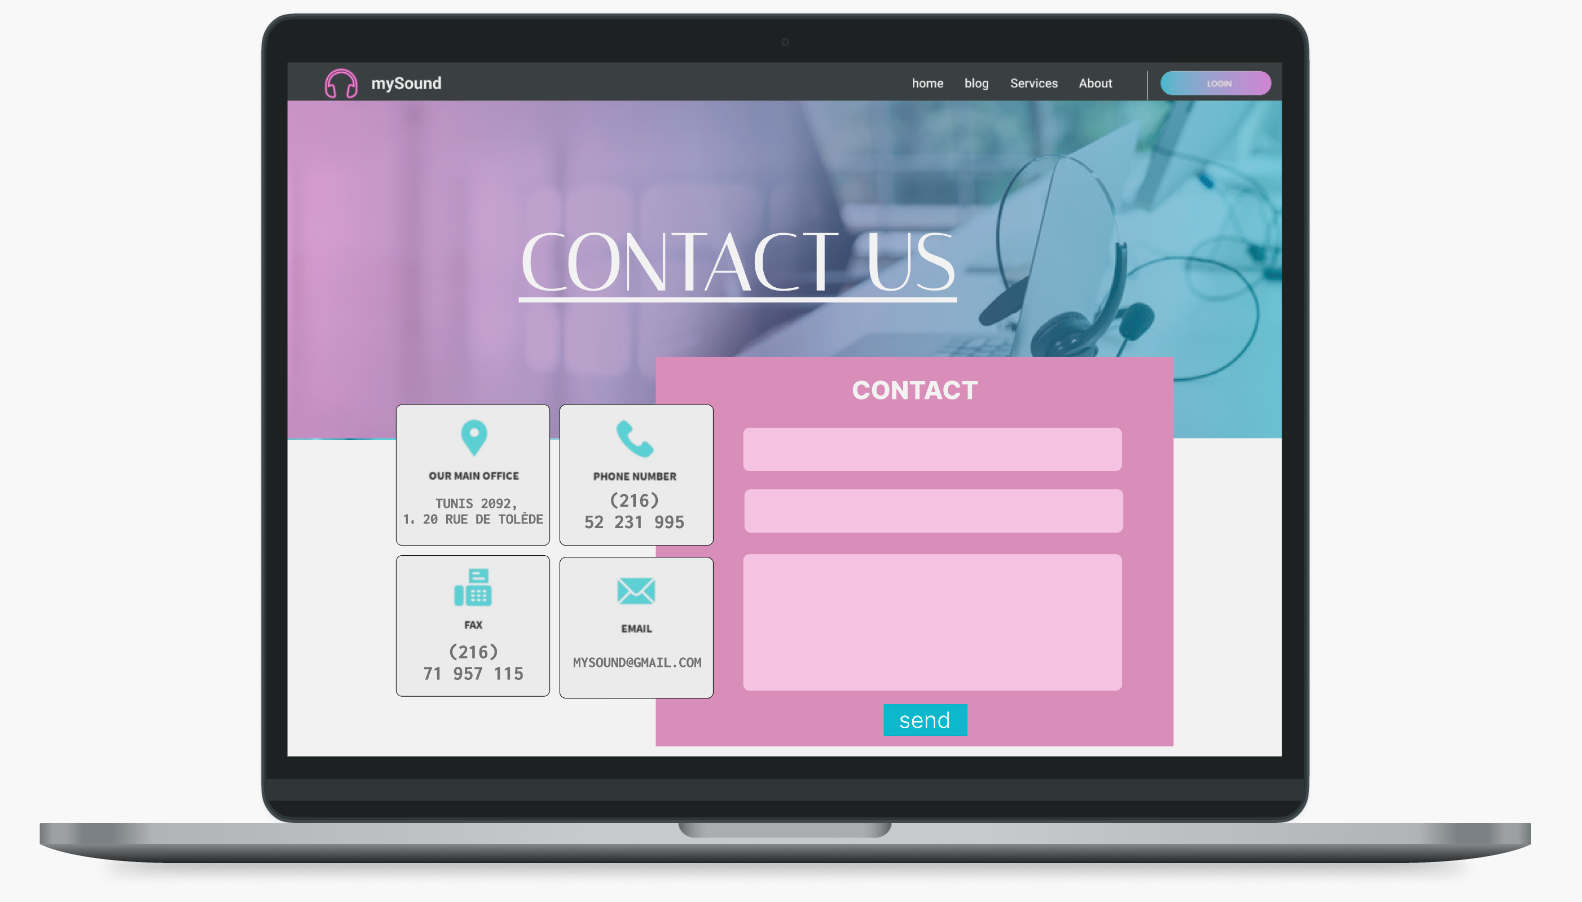 mySound
home blog Services About LOGIN
CONTACT US
CONTACT
OUR MAIN OFFICE
TUNIS 2092,
1. 20 RUE DE TOLÈDE
PHONE NUMBER
(216)
52 231 995
FAX
(216)
71 957 115
EMAIL
MYSOUND@GMAIL.COM
send